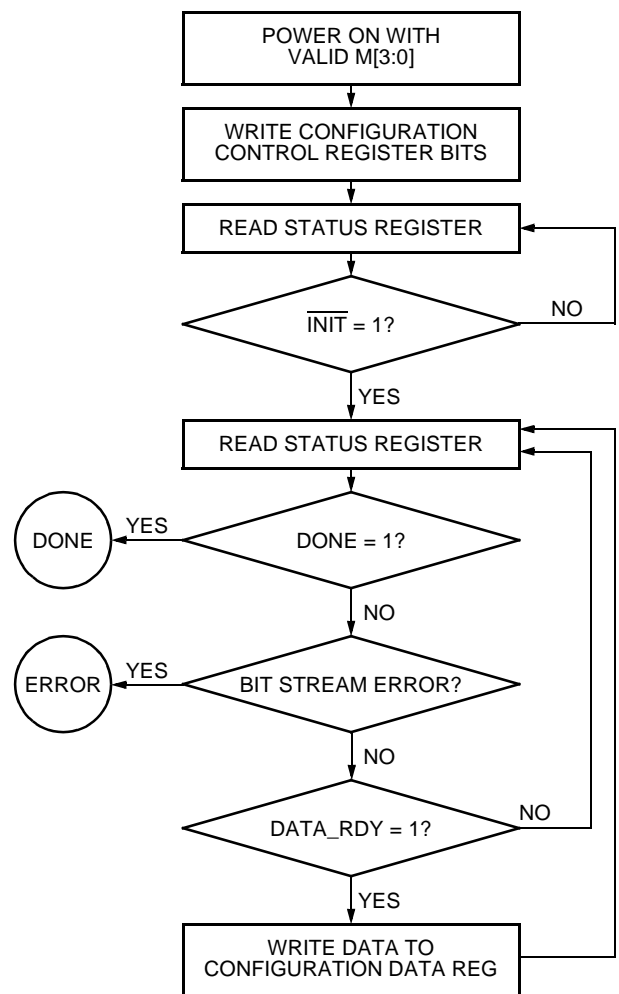 POWER ON WITH
VALID M[3:0]
WRITE CONFIGURATION
CONTROL REGISTER BITS
READ STATUS REGISTER
I̅N̅I̅T̅ = 1?
NO
YES
READ STATUS REGISTER
DONE
YES
DONE = 1?
NO
ERROR
YES
BIT STREAM ERROR?
NO
DATA_RDY = 1?
NO
YES
WRITE DATA TO
CONFIGURATION DATA REG